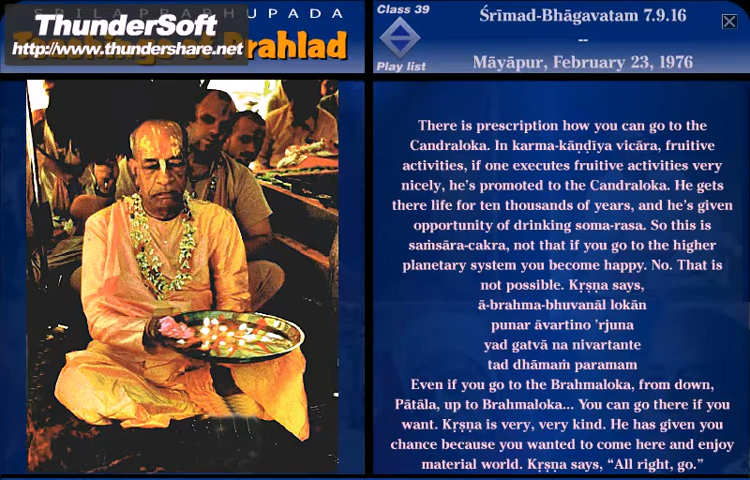 SRILA PRABHUPADA
ThunderSoft
http://www.thundershare.net
Prahlad
Class 39
Play list
Śrīmad-Bhāgavatam 7.9.16
--
Māyāpur, February 23, 1976
There is prescription how you can go to the
Candraloka. In karma-kāṇḍīya vicāra, fruitive
activities, if one executes fruitive activities very
nicely, he's promoted to the Candraloka. He gets
there life for ten thousands of years, and he's given
opportunity of drinking soma-rasa. So this is
saṁsāra-cakra, not that if you go to the higher
planetary system you become happy. No. That is
not possible. Kṛṣṇa says,
ā-brahma-bhuvanāl lokān
punar āvartino 'rjuna
yad gatvā na nivartante
tad dhāmaṁ paramam
Even if you go to the Brahmaloka, from down,
Pātāla, up to Brahmaloka... You can go there if you
want. Kṛṣṇa is very, very kind. He has given you
chance because you wanted to come here and enjoy
material world. Kṛṣṇa says, “All right, go.”